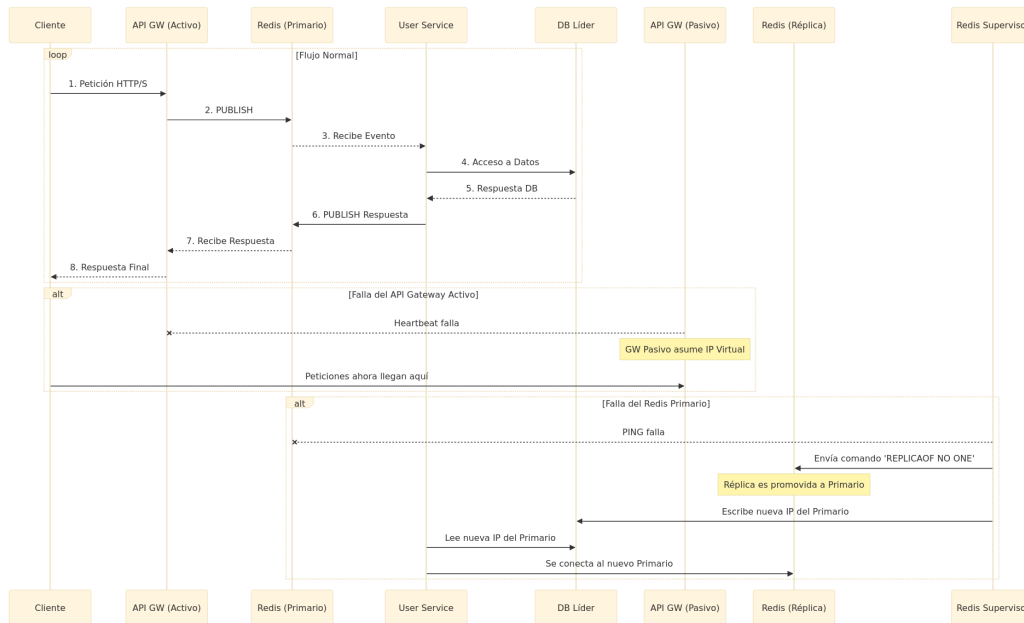 Cliente
API GW (Activo)
Redis (Primario)
User Service
DB Líder
API GW (Pasivo)
Redis (Réplica)
Redis Superviso
loop
[Flujo Normal]
1. Petición HTTP/S
2. PUBLISH
3. Recibe Evento
4. Acceso a Datos
5. Respuesta DB
6. PUBLISH Respuesta
7. Recibe Respuesta
8. Respuesta Final
alt
[Falla del API Gateway Activo]
Heartbeat falla
GW Pasivo asume IP Virtual
Peticiones ahora llegan aquí
alt
[Falla del Redis Primario]
PING falla
Envía comando 'REPLICAOF NO ONE'
Réplica es promovida a Primario
Escribe nueva IP del Primario
Lee nueva IP del Primario
Se conecta al nuevo Primario
Cliente
API GW (Activo)
Redis (Primario)
User Service
DB Líder
API GW (Pasivo)
Redis (Réplica)
Redis Superviso